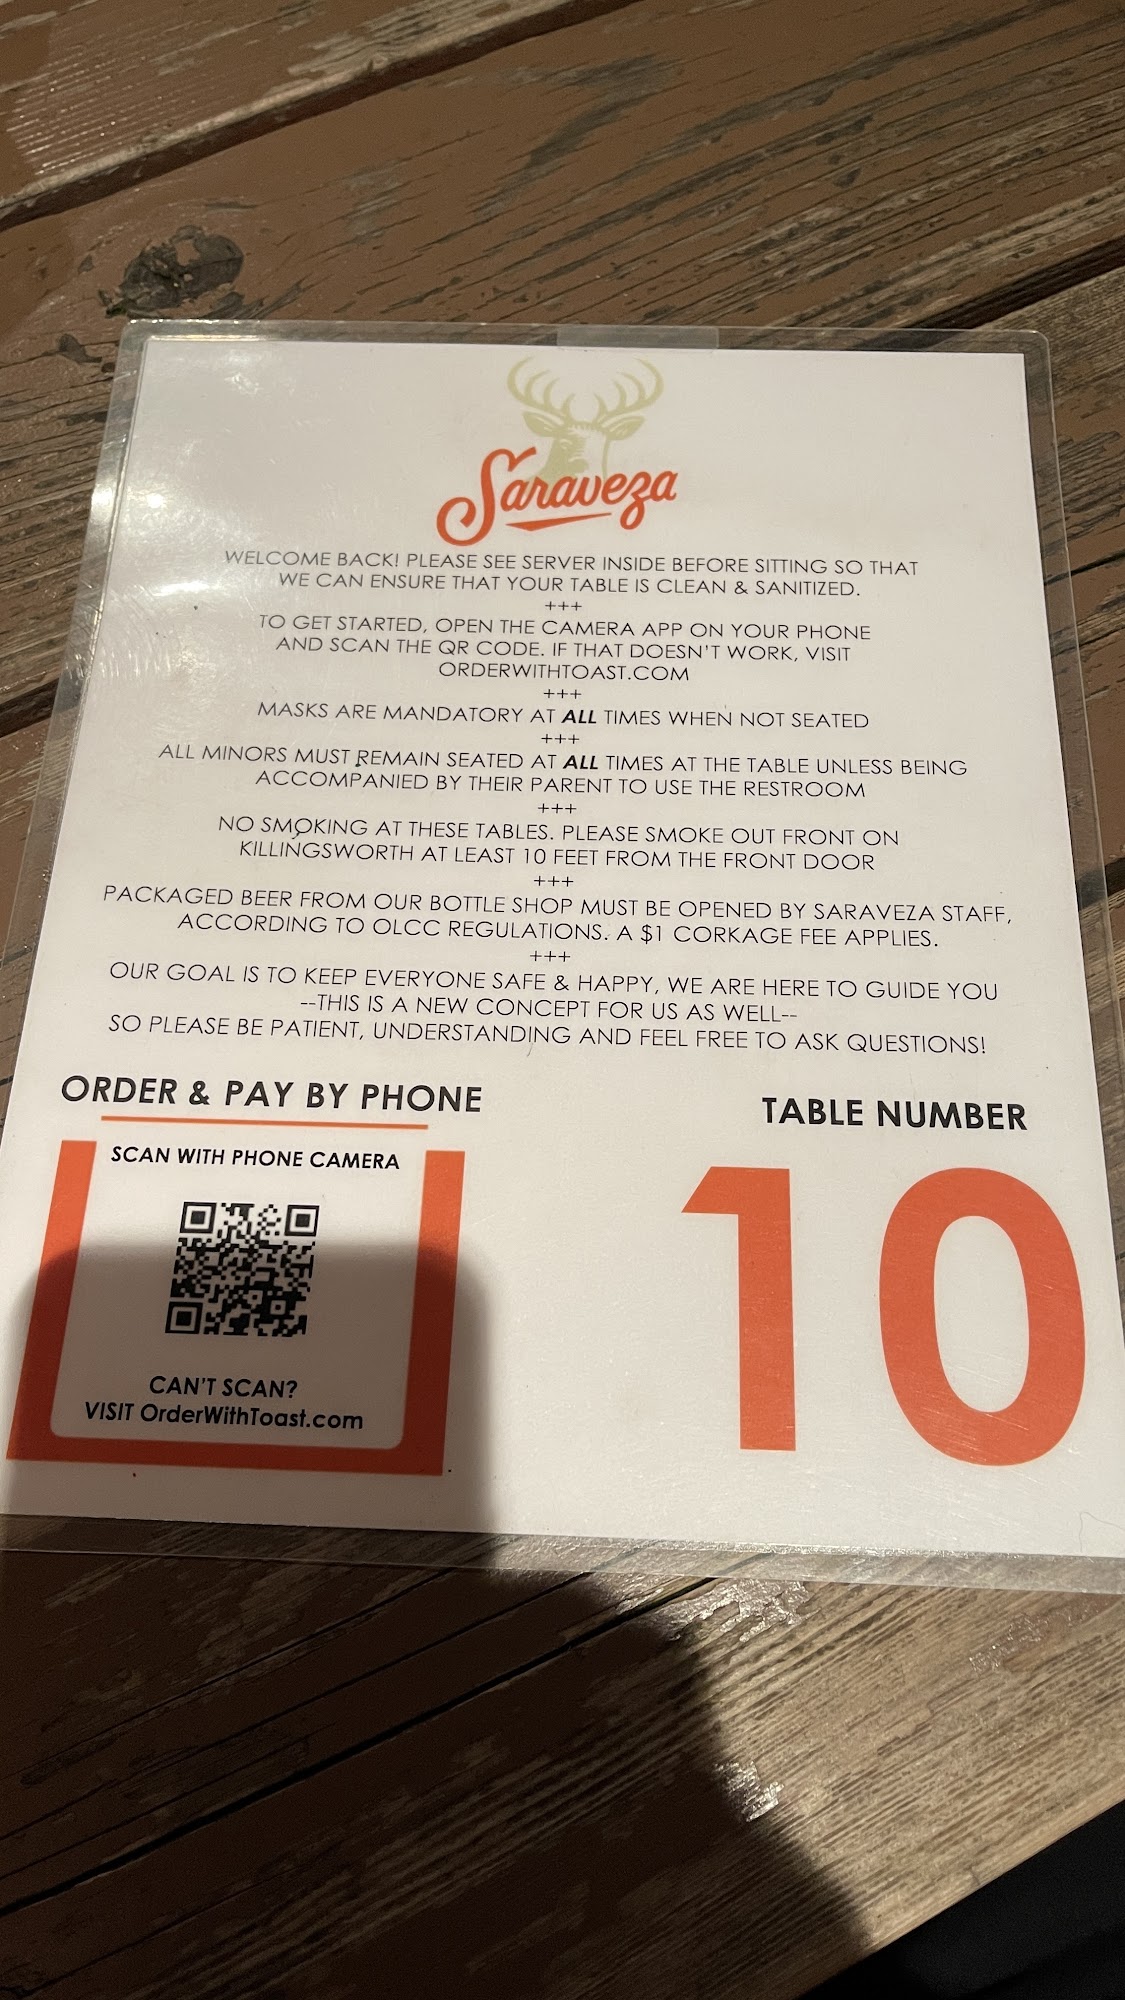 Saraveza
WELCOME BACK! PLEASE SEE SERVER INSIDE BEFORE SITTING SO THAT
WE CAN ENSURE THAT YOUR TABLE IS CLEAN & SANITIZED.
+++
TO GET STARTED, OPEN THE CAMERA APP ON YOUR PHONE
AND SCAN THE QR CODE. IF THAT DOESN'T WORK, VISIT
ORDERWITHTOAST.COM
+++
MASKS ARE MANDATORY AT ALL TIMES WHEN NOT SEATED
+++
ALL MINORS MUST REMAIN SEATED AT ALL TIMES AT THE TABLE UNLESS BEING
ACCOMPANIED BY THEIR PARENT TO USE THE RESTROOM
+++
NO SMOKING AT THESE TABLES. PLEASE SMOKE OUT FRONT ON
KILLINGSWORTH AT LEAST 10 FEET FROM THE FRONT DOOR
+++
PACKAGED BEER FROM OUR BOTTLE SHOP MUST BE OPENED BY SARAVEZA STAFF,
ACCORDING TO OLCC REGULATIONS. A $1 CORKAGE FEE APPLIES.
+++
OUR GOAL IS TO KEEP EVERYONE SAFE & HAPPY, WE ARE HERE TO GUIDE YOU
--THIS IS A NEW CONCEPT FOR US AS WELL--
SO PLEASE BE PATIENT, UNDERSTANDING AND FEEL FREE TO ASK QUESTIONS!
ORDER & PAY BY PHONE
SCAN WITH PHONE CAMERA
CAN'T SCAN?
VISIT OrderWithToast.com
TABLE NUMBER
10